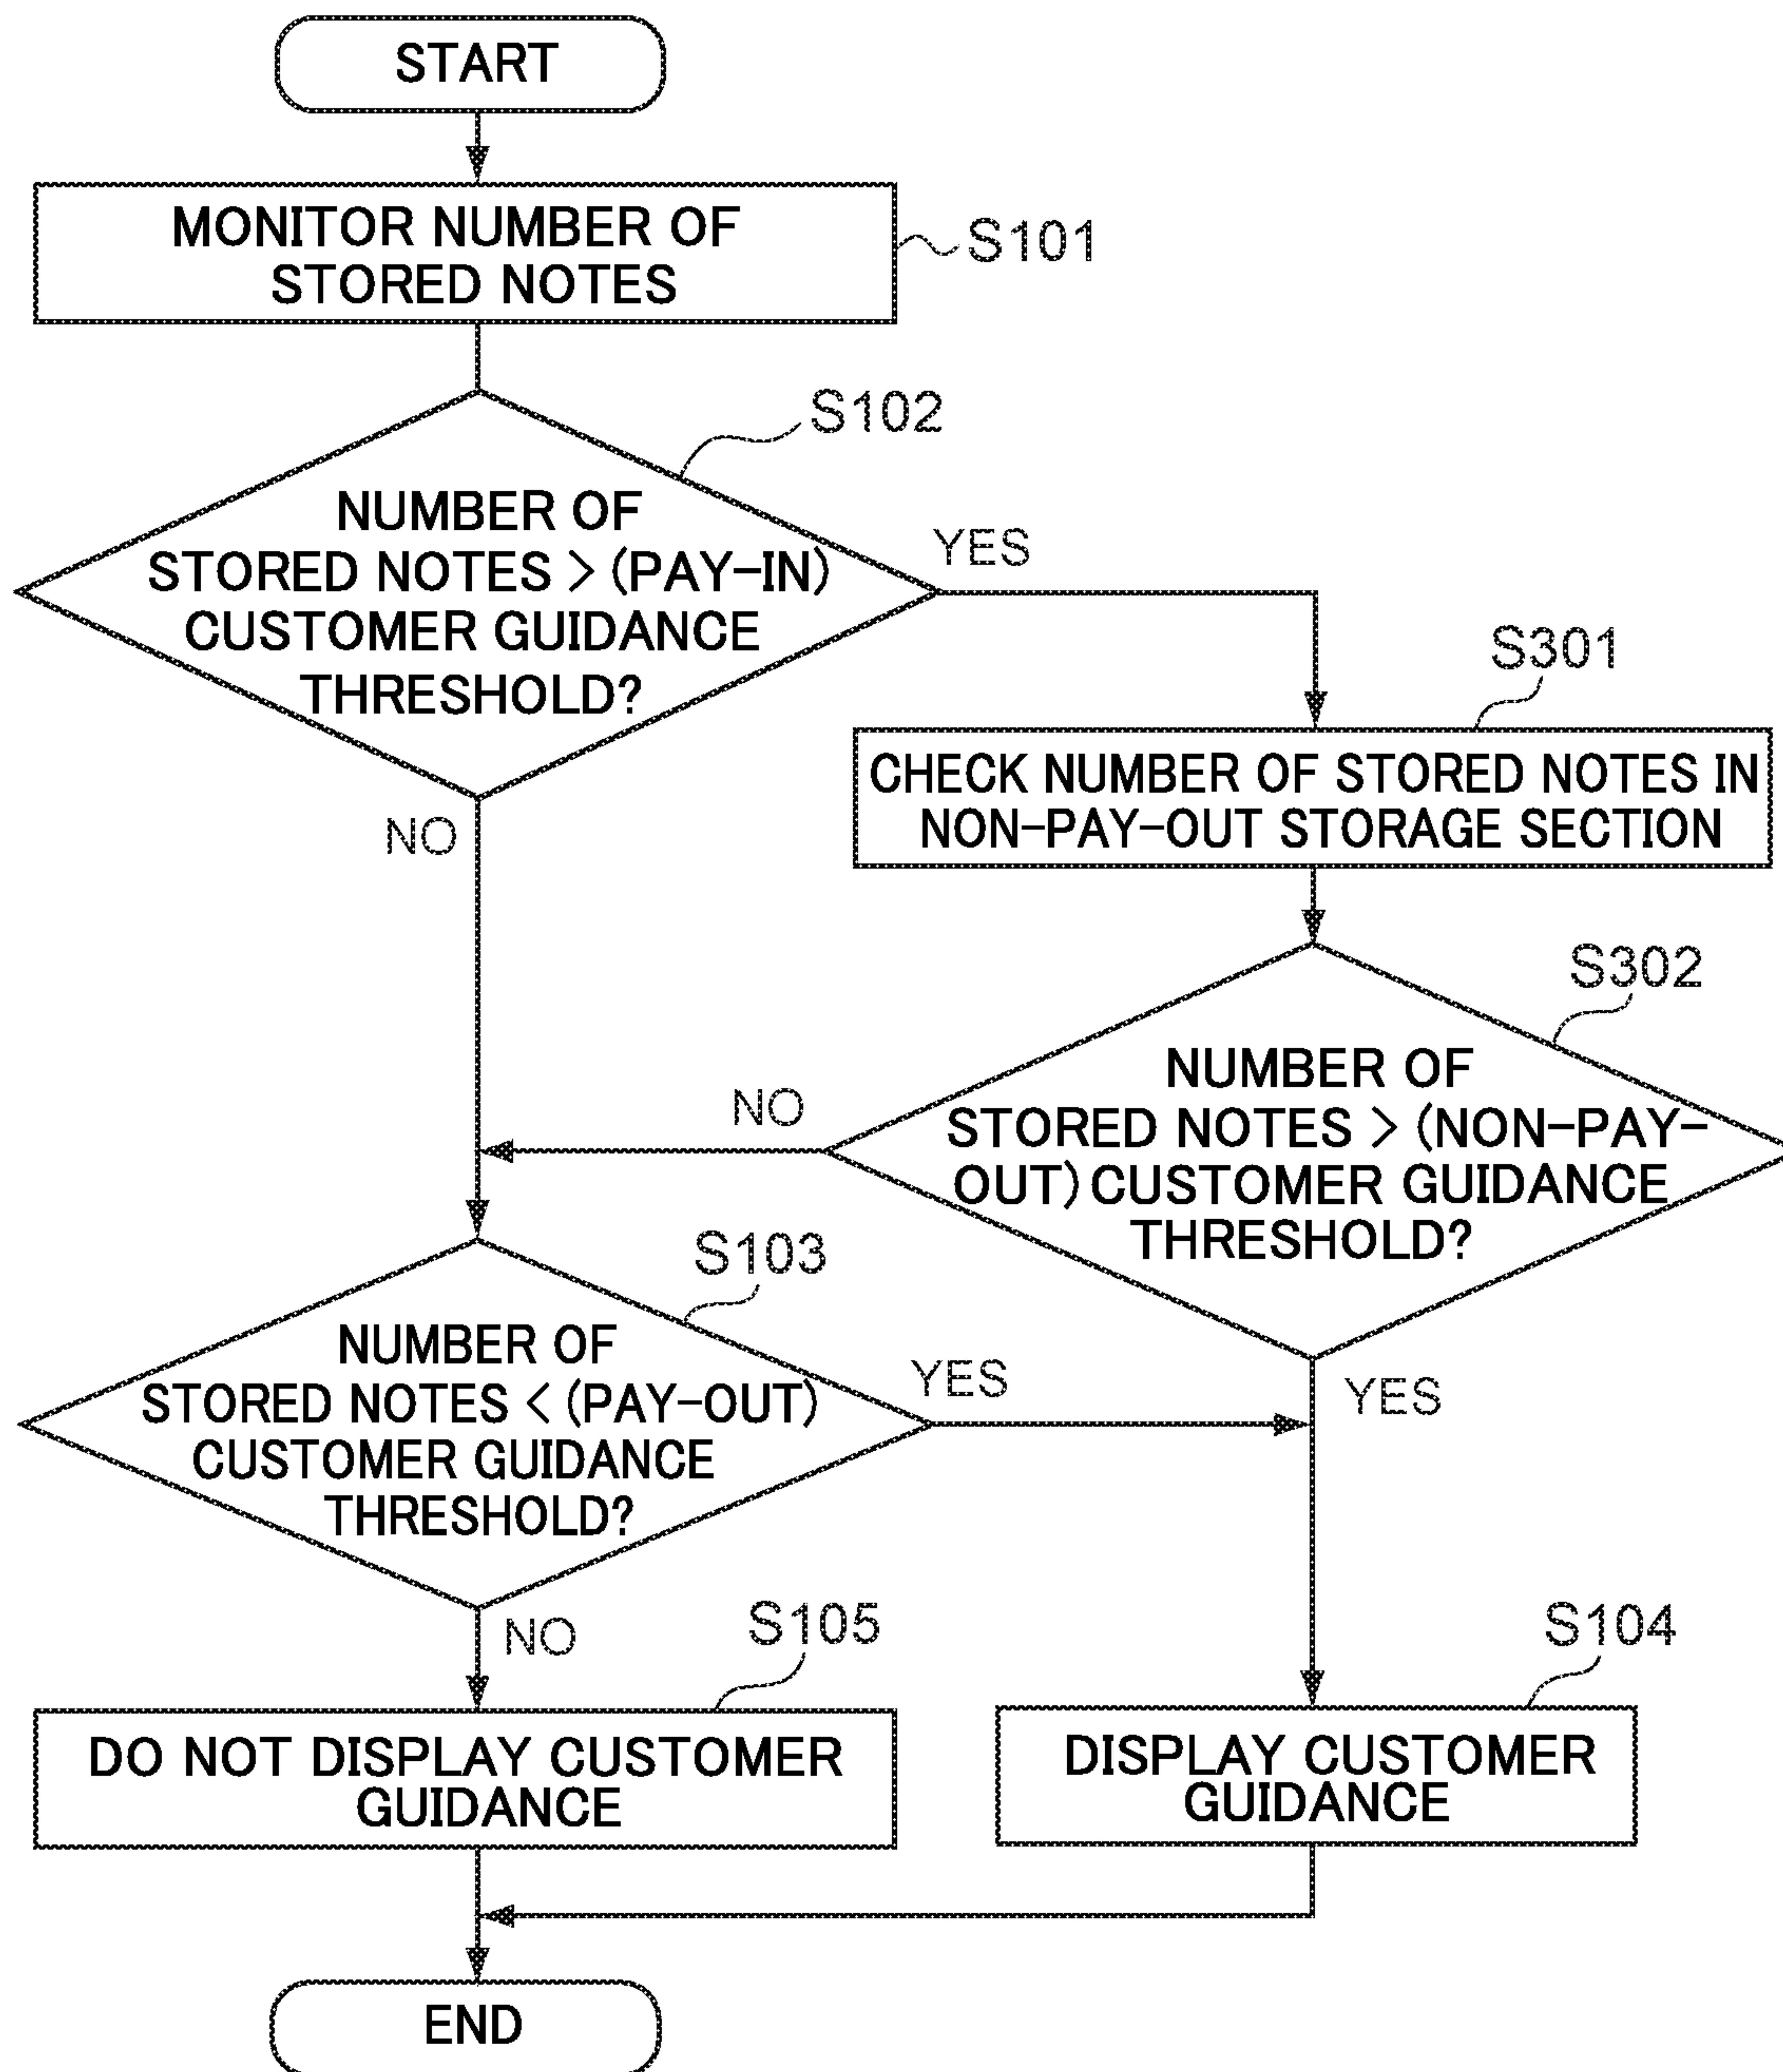 START
MONITOR NUMBER OF
STORED NOTES
S101
S102
NUMBER OF
STORED NOTES > (PAY-IN)
CUSTOMER GUIDANCE
THRESHOLD?
YES
NO
S301
CHECK NUMBER OF STORED NOTES IN
NON-PAY-OUT STORAGE SECTION
S302
NUMBER OF
STORED NOTES > (NON-PAY-
OUT) CUSTOMER GUIDANCE
THRESHOLD?
NO
YES
S103
NUMBER OF
STORED NOTES < (PAY-OUT)
CUSTOMER GUIDANCE
THRESHOLD?
YES
NO
S105
DO NOT DISPLAY CUSTOMER
GUIDANCE
S104
DISPLAY CUSTOMER
GUIDANCE
END